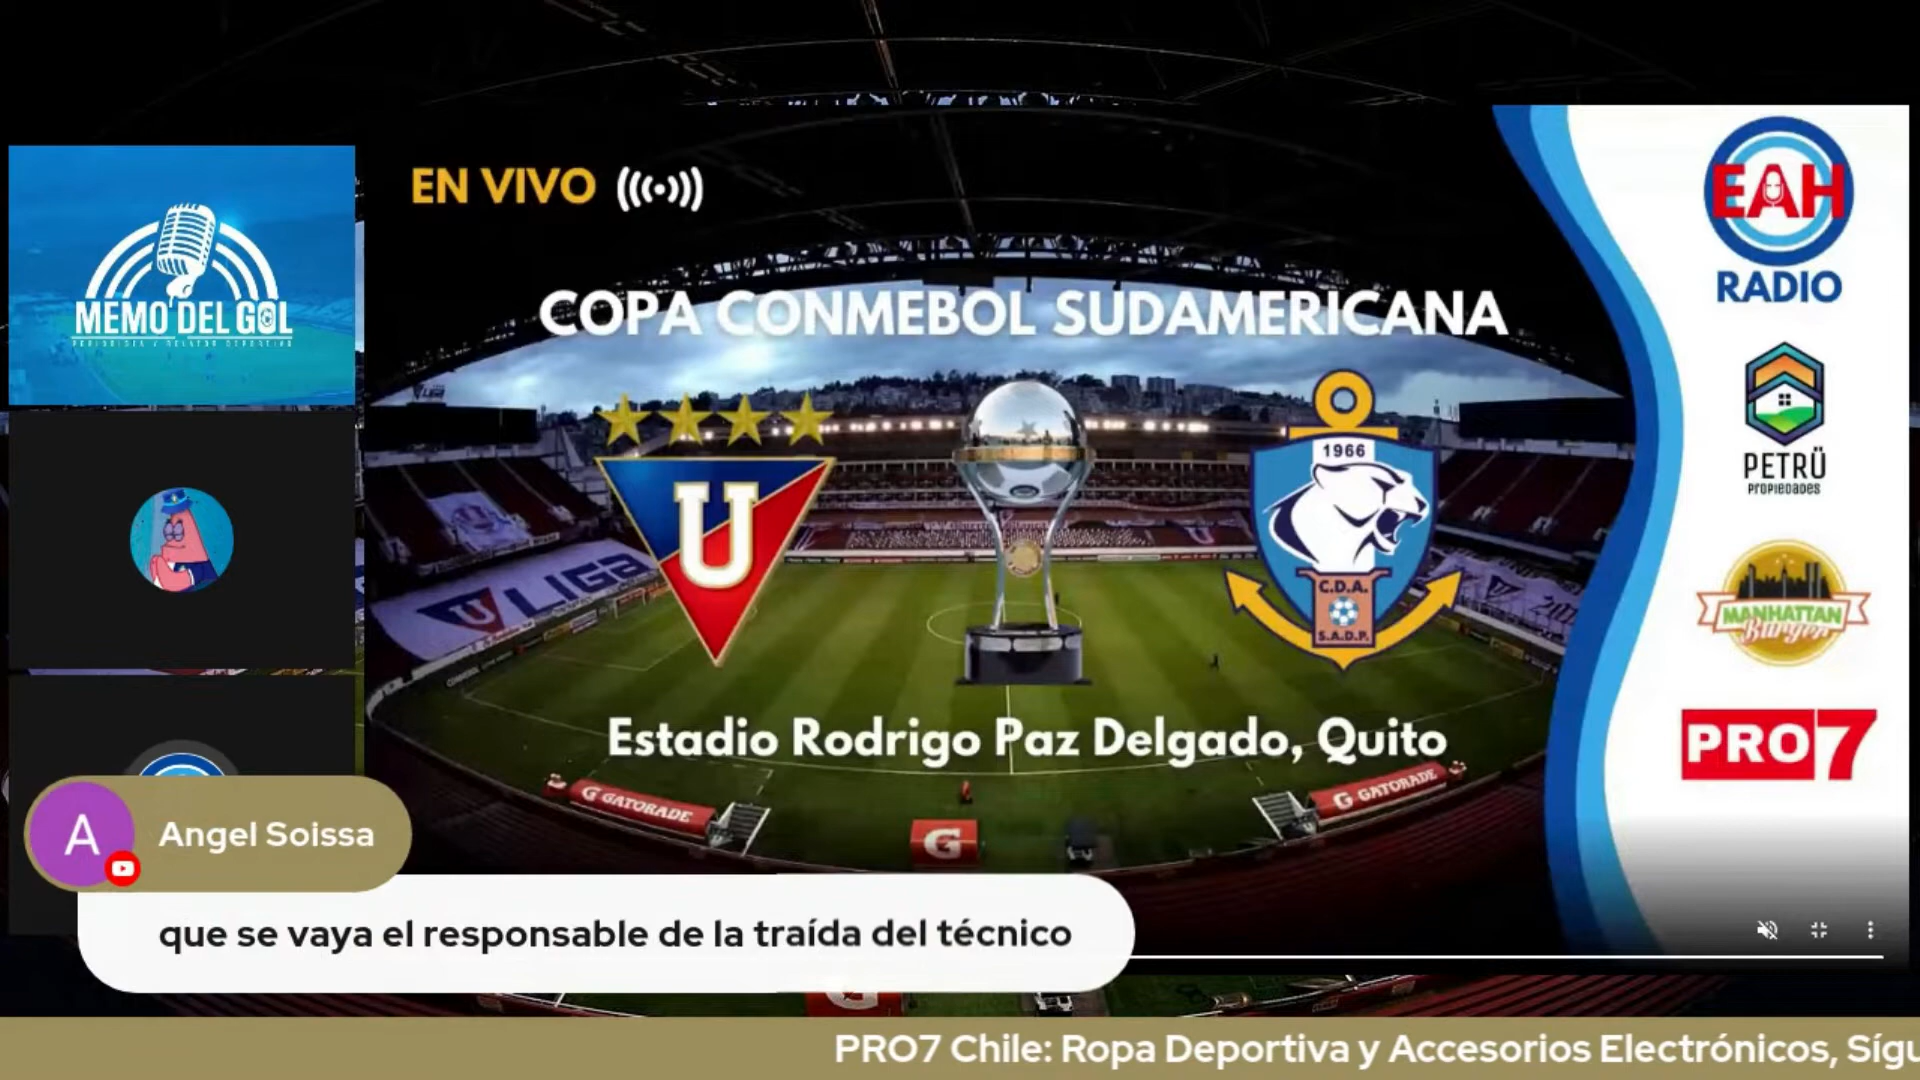 EN VIVO
COPA CONMEBOL SUDAMERICANA
MEMO DEL GOL
EAH
RADIO
PETRÜ
PROPIEDADES
MANHATTAN
Burger
PRO7
U
1966
C.D.A.
S.A.D.P.
U LIGA
Estadio Rodrigo Paz Delgado, Quito
G GATORADE
G GATORADE
G
A
Angel Soissa
que se vaya el responsable de la traída del técnico
PRO7 Chile: Ropa Deportiva y Accesorios Electrónicos, Sígu